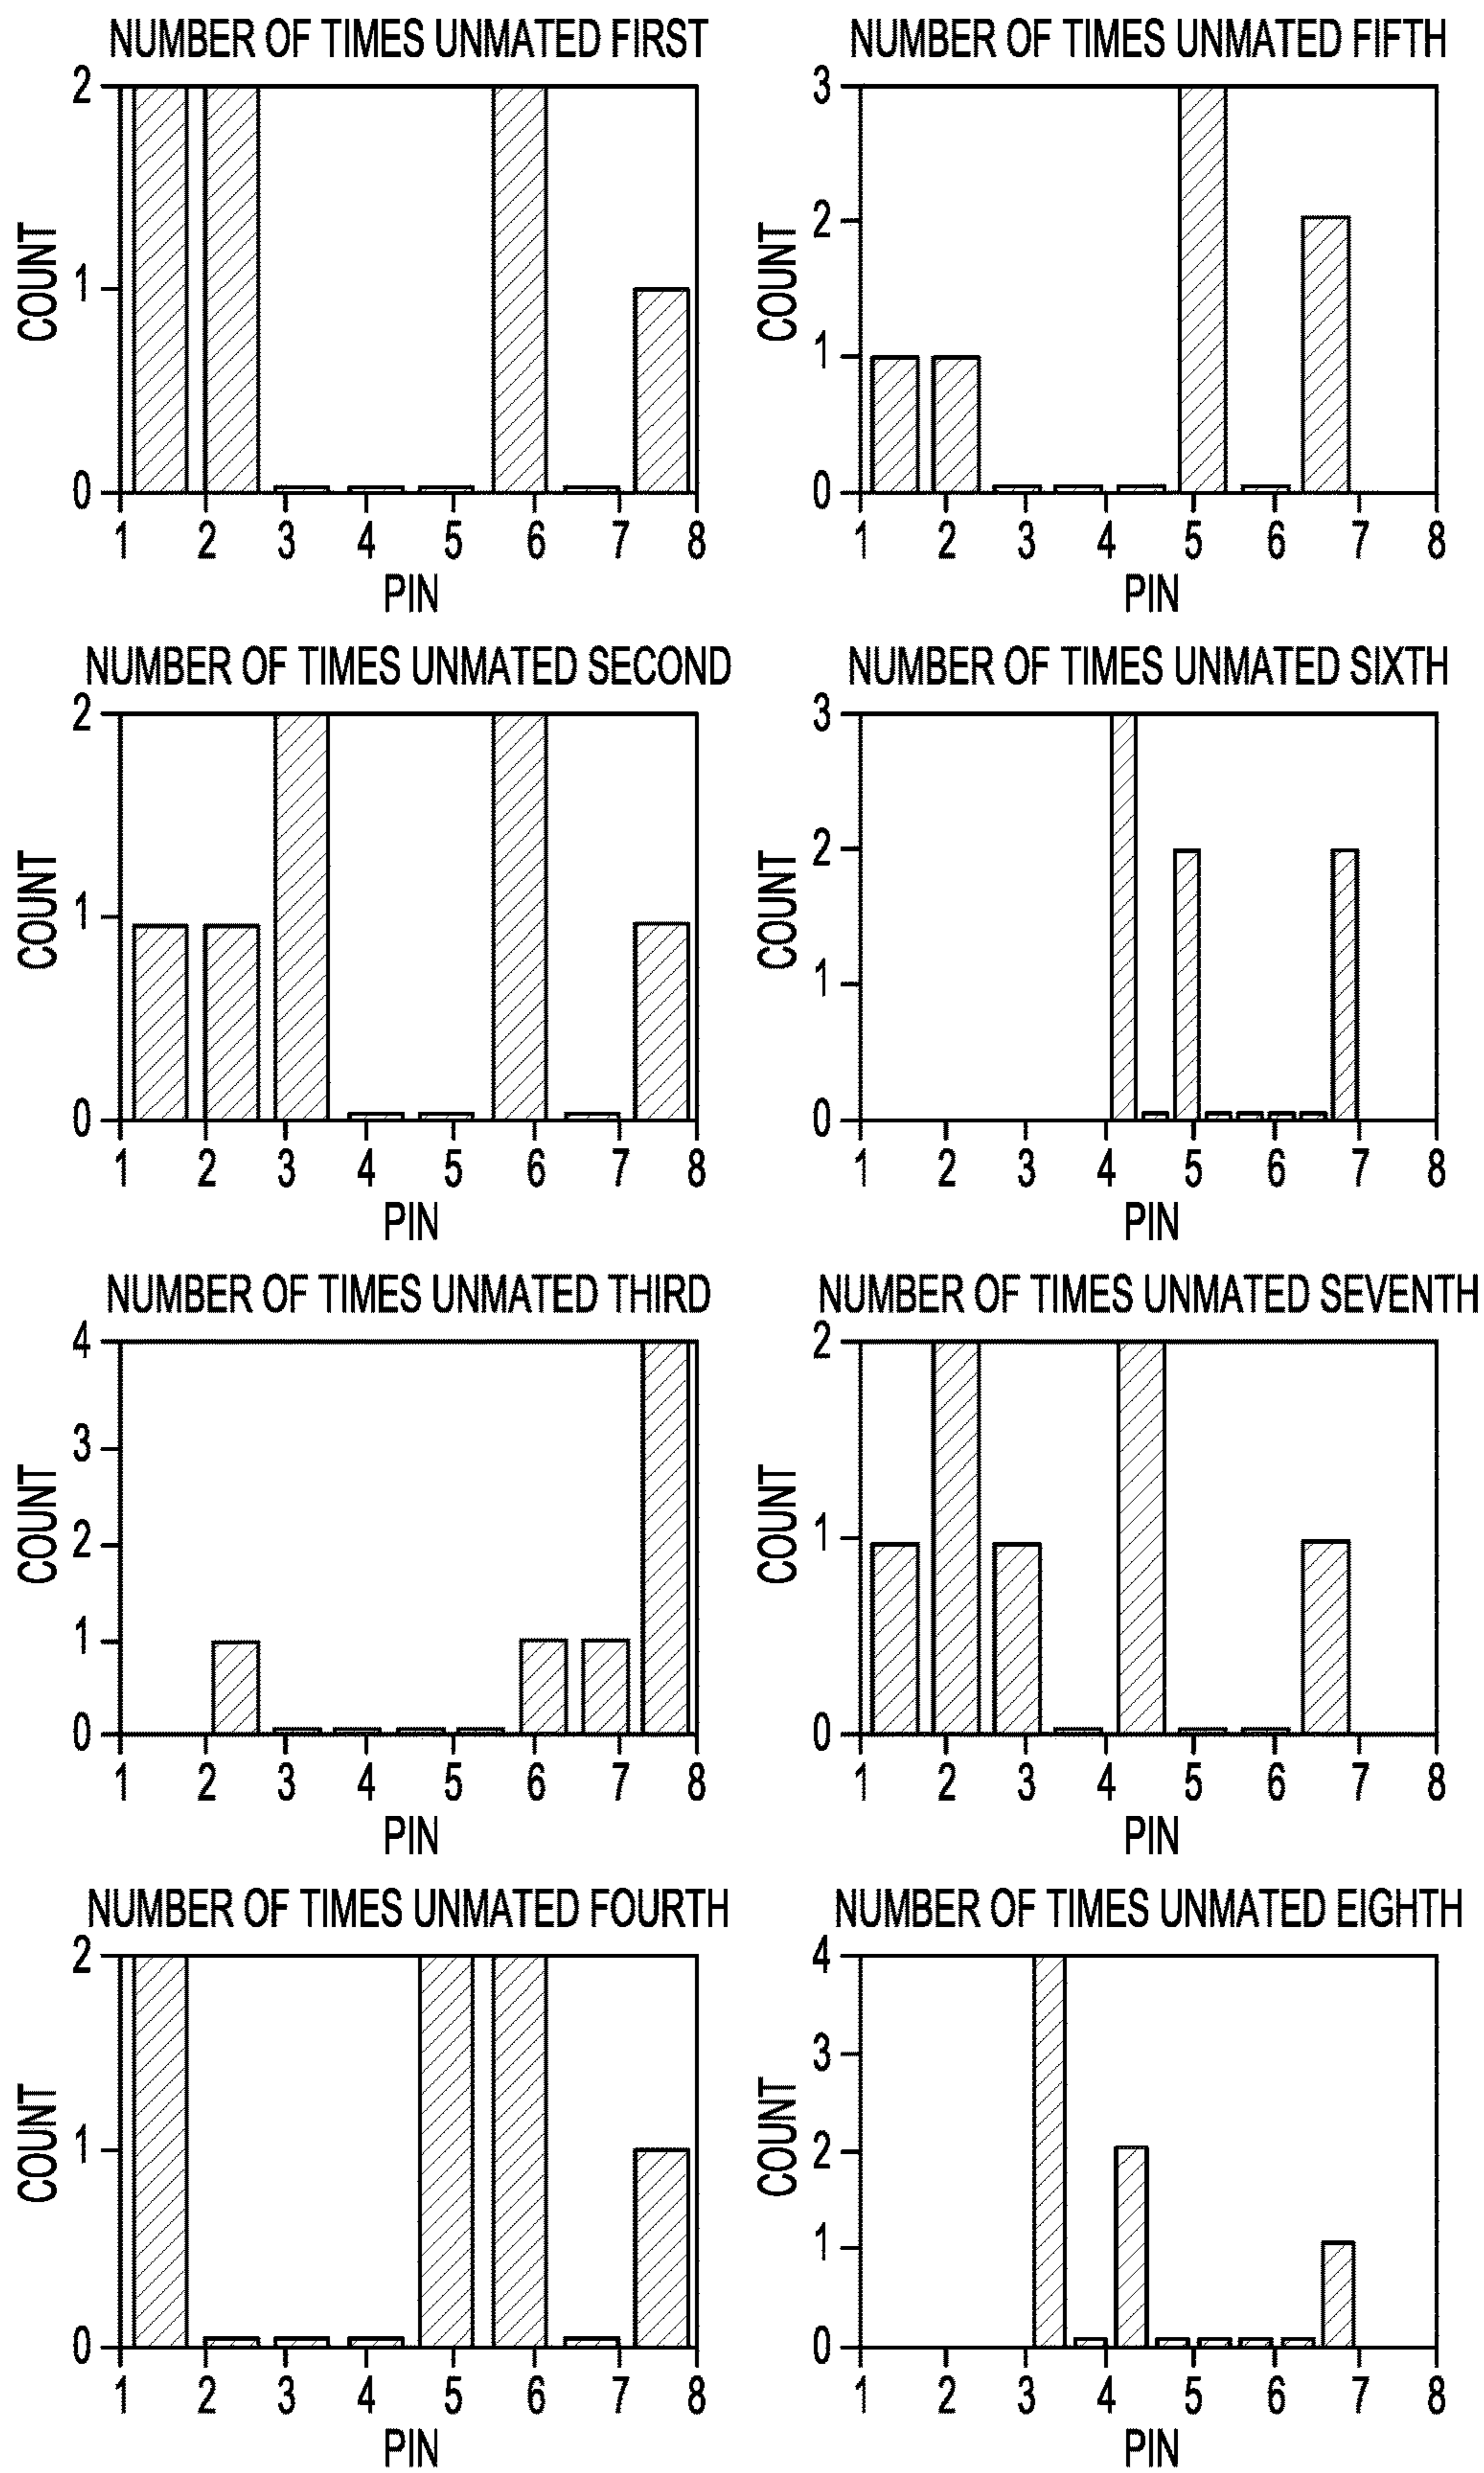 NUMBER OF TIMES UNMATED FIRST
2
1
0
COUNT
1 2 3 4 5 6 7 8
PIN
NUMBER OF TIMES UNMATED FIFTH
3
2
1
0
COUNT
1 2 3 4 5 6 7 8
PIN
NUMBER OF TIMES UNMATED SECOND
2
1
0
COUNT
1 2 3 4 5 6 7 8
PIN
NUMBER OF TIMES UNMATED SIXTH
3
2
1
0
COUNT
1 2 3 4 5 6 7 8
PIN
NUMBER OF TIMES UNMATED THIRD
4
3
2
1
0
COUNT
1 2 3 4 5 6 7 8
PIN
NUMBER OF TIMES UNMATED SEVENTH
2
1
0
COUNT
1 2 3 4 5 6 7 8
PIN
NUMBER OF TIMES UNMATED FOURTH
2
1
0
COUNT
1 2 3 4 5 6 7 8
PIN
NUMBER OF TIMES UNMATED EIGHTH
4
3
2
1
0
COUNT
1 2 3 4 5 6 7 8
PIN